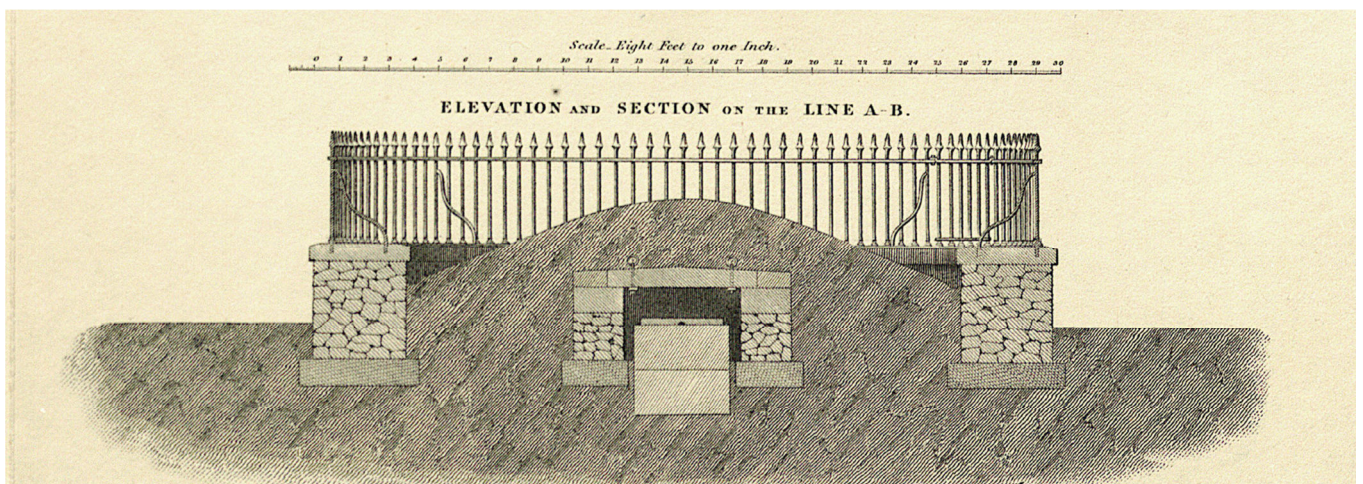 Scale_Eight Feet to one Inch.
0 1 2 3 4 5 6 7 8 9 10 11 12 13 14 15 16 17 18 19 20 21 22 23 24 25 26 27 28 29 30
ELEVATION AND SECTION ON THE LINE A-B.